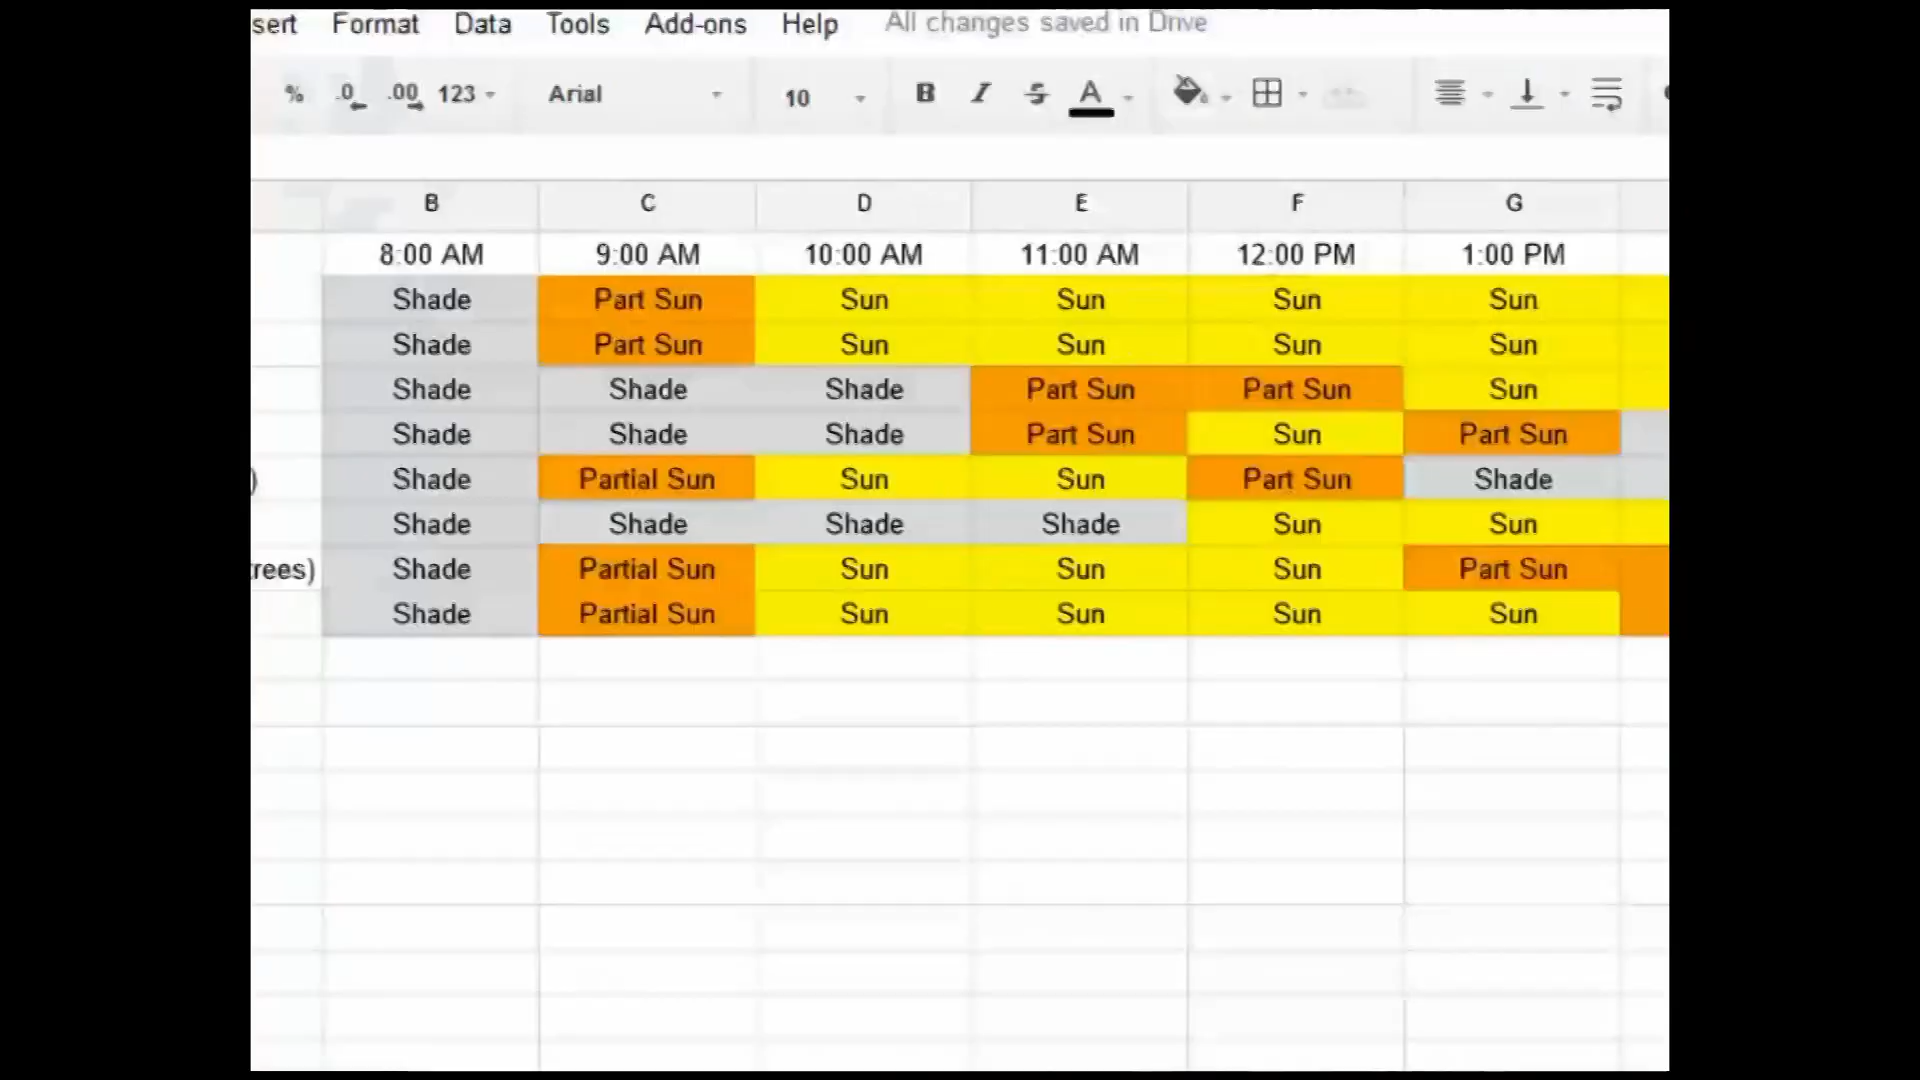 sert Format Data Tools Add-ons Help All changes saved in Drive
% .0 .00 123 Arial 10 B I S A
B C D E F G
8:00 AM 9:00 AM 10:00 AM 11:00 AM 12:00 PM 1:00 PM
Shade Part Sun Sun Sun Sun Sun
Shade Part Sun Sun Sun Sun Sun
Shade Shade Shade Part Sun Part Sun Sun
Shade Shade Shade Part Sun Sun Part Sun
) Shade Partial Sun Sun Sun Part Sun Shade
Shade Shade Shade Shade Sun Sun
rees) Shade Partial Sun Sun Sun Sun Part Sun
Shade Partial Sun Sun Sun Sun Sun